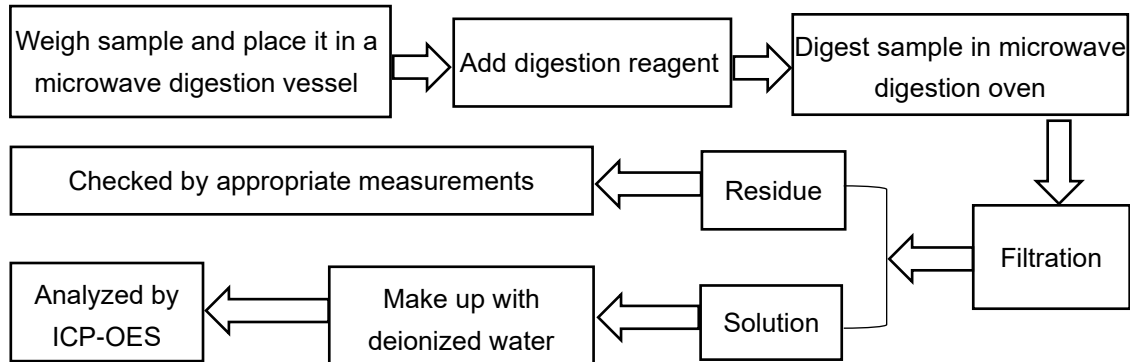 Weigh sample and place it in a
microwave digestion vessel
Add digestion reagent
Digest sample in microwave
digestion oven
Filtration
Residue
Checked by appropriate measurements
Solution
Make up with
deionized water
Analyzed by
ICP-OES